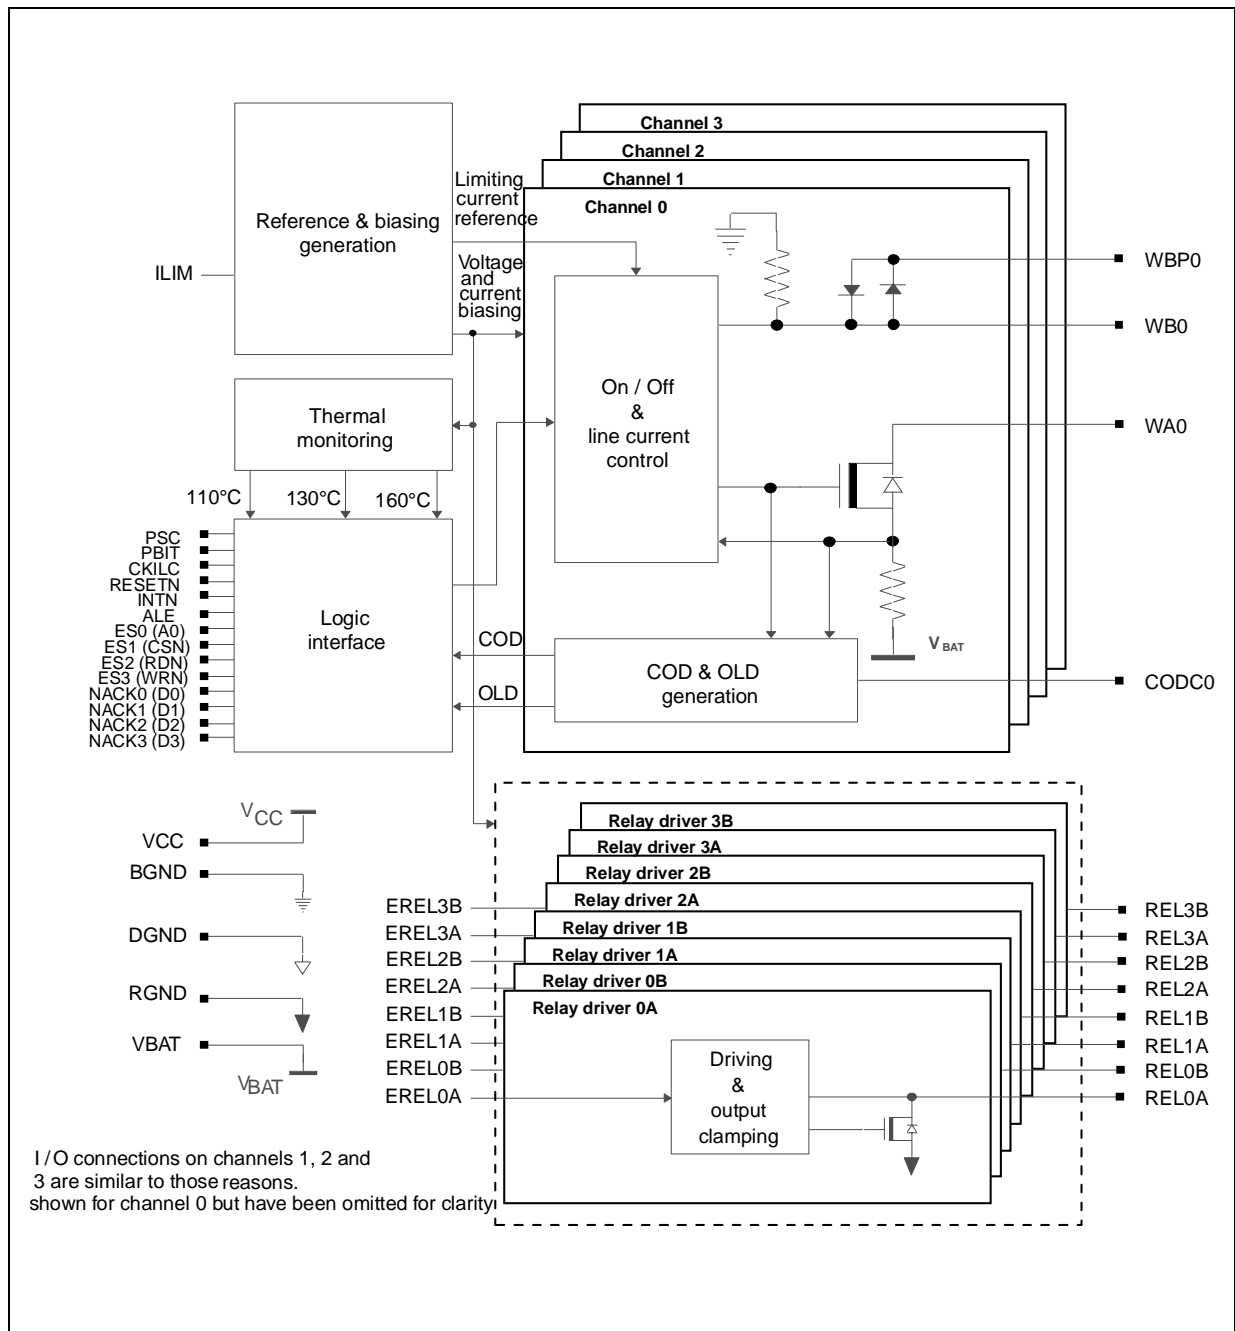 Channel 3
Channel 2
Channel 1
Channel 0
Limiting
current
reference
Reference & biasing
generation
ILIM
Voltage
and
current
biasing
WBP0
WB0
On / Off
&
line current
control
WA0
Thermal
monitoring
110°C
130°C
160°C
PSC
PBIT
CKILC
RESETN
INTN
ALE
ES0 (A0)
ES1 (CSN)
ES2 (RDN)
ES3 (WRN)
NACK0 (D0)
NACK1 (D1)
NACK2 (D2)
NACK3 (D3)
Logic
interface
COD
OLD
COD & OLD
generation
VBAT
CODC0
VCC
VCC
BGND
DGND
RGND
VBAT
VBAT
Relay driver 3B
Relay driver 3A
Relay driver 2B
Relay driver 2A
Relay driver 1B
Relay driver 1A
Relay driver 0B
Relay driver 0A
EREL3B
EREL3A
EREL2B
EREL2A
EREL1B
EREL1A
EREL0B
EREL0A
Driving
&
output
clamping
REL3B
REL3A
REL2B
REL2A
REL1B
REL1A
REL0B
REL0A
I / O connections on channels 1, 2 and
3 are similar to those reasons.
shown for channel 0 but have been omitted for clarity